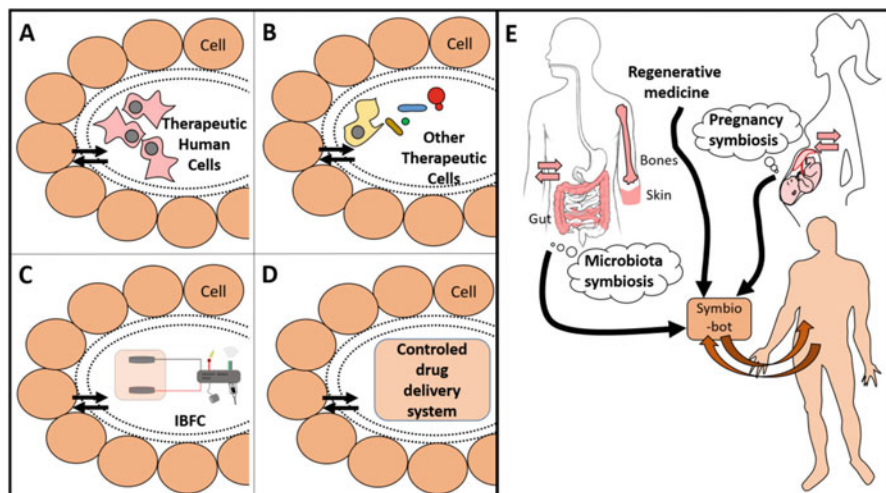 A
Cell
Therapeutic
Human
Cells
B
Cell
Other
Therapeutic
Cells
C
Cell
IBFC
D
Cell
Controled
drug
delivery
system
E
Regenerative
medicine
Pregnancy
symbiosis
Bones
Skin
Gut
Microbiota
symbiosis
Symbio
-bot